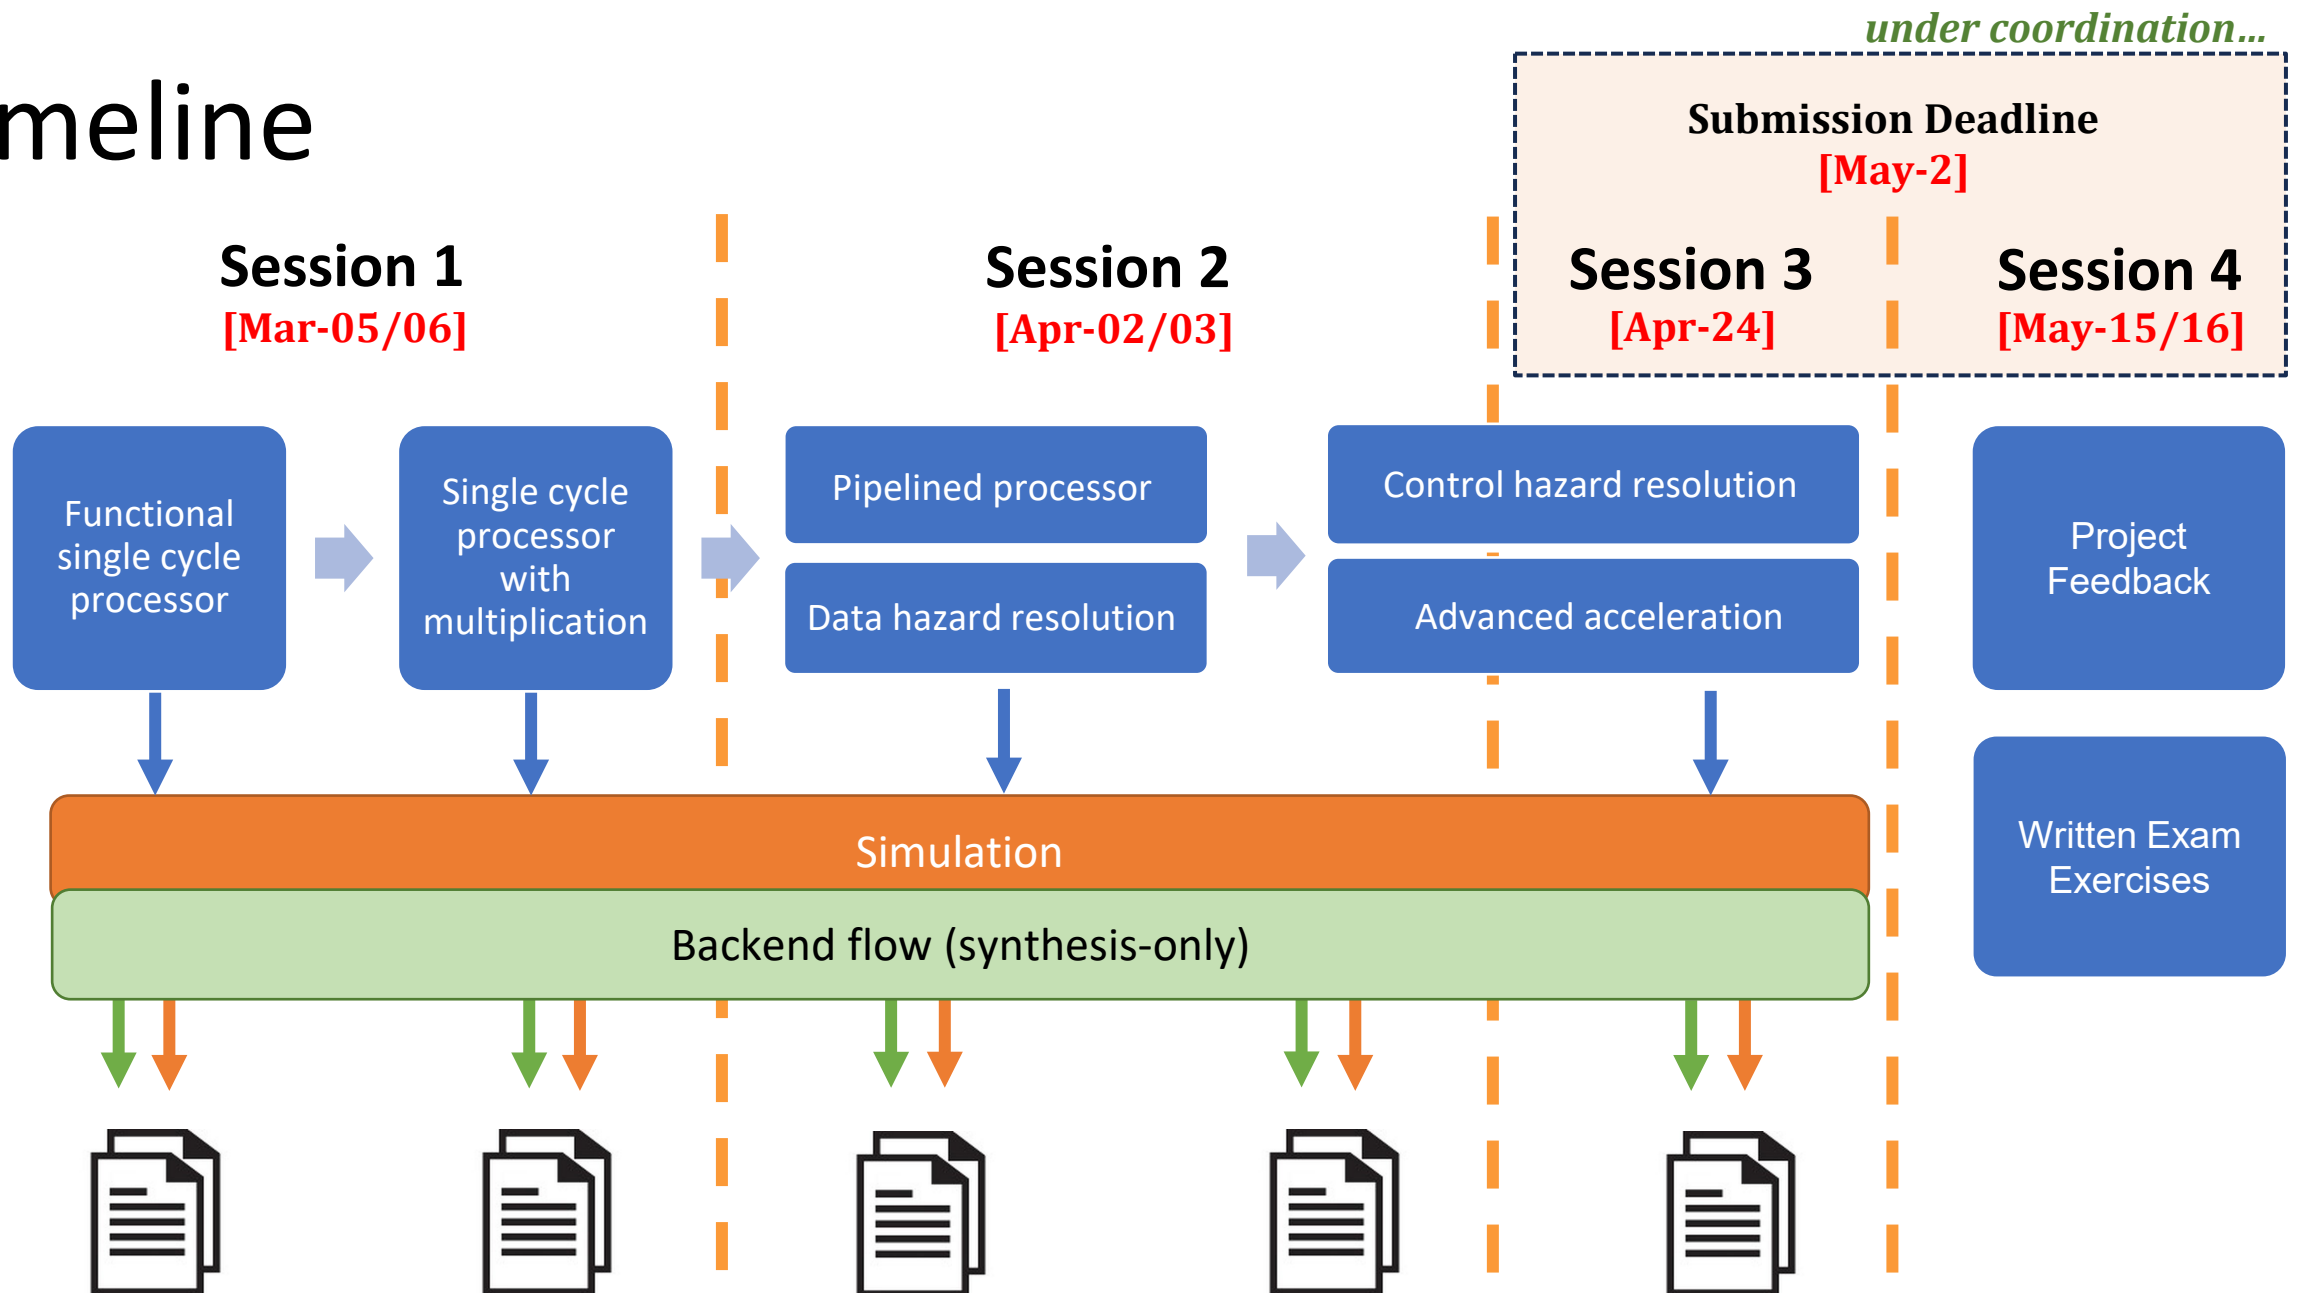 under coordination...
meline
Submission Deadline
[May-2]
Session 1
[Mar-05/06]
Session 2
[Apr-02/03]
Session 3
[Apr-24]
Session 4
[May-15/16]
Functional
single cycle
processor
Single cycle
processor
with
multiplication
Pipelined processor
Data hazard resolution
Control hazard resolution
Advanced acceleration
Project
Feedback
Written Exam
Exercises
Simulation
Backend flow (synthesis-only)